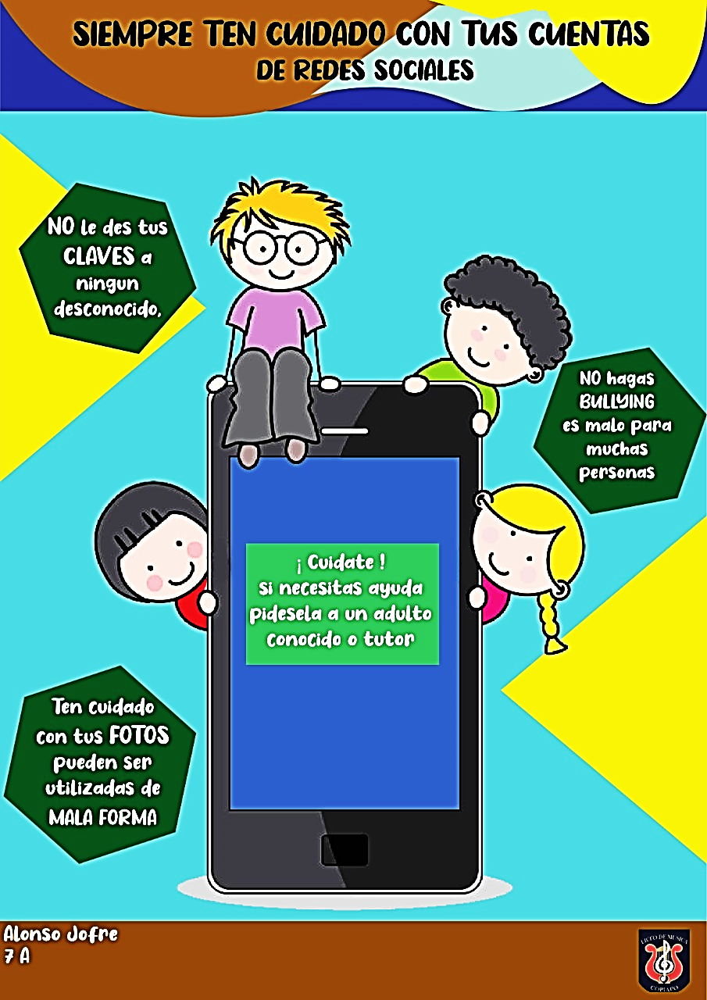 SIEMPRE TEN CUIDADO CON TUS CUENTAS
DE REDES SOCIALES
NO le des tus
CLAVES a
ningun
desconocido.
NO hagas
BULLYING
es malo para
muchas
personas
¡ Cuidate !
si necesitas ayuda
pidesela a un adulto
conocido o tutor
Ten cuidado
con tus FOTOS
pueden ser
utilizadas de
MALA FORMA
Alonso Jofre
7 A
LICEO DE MUSICA
COPIAPO